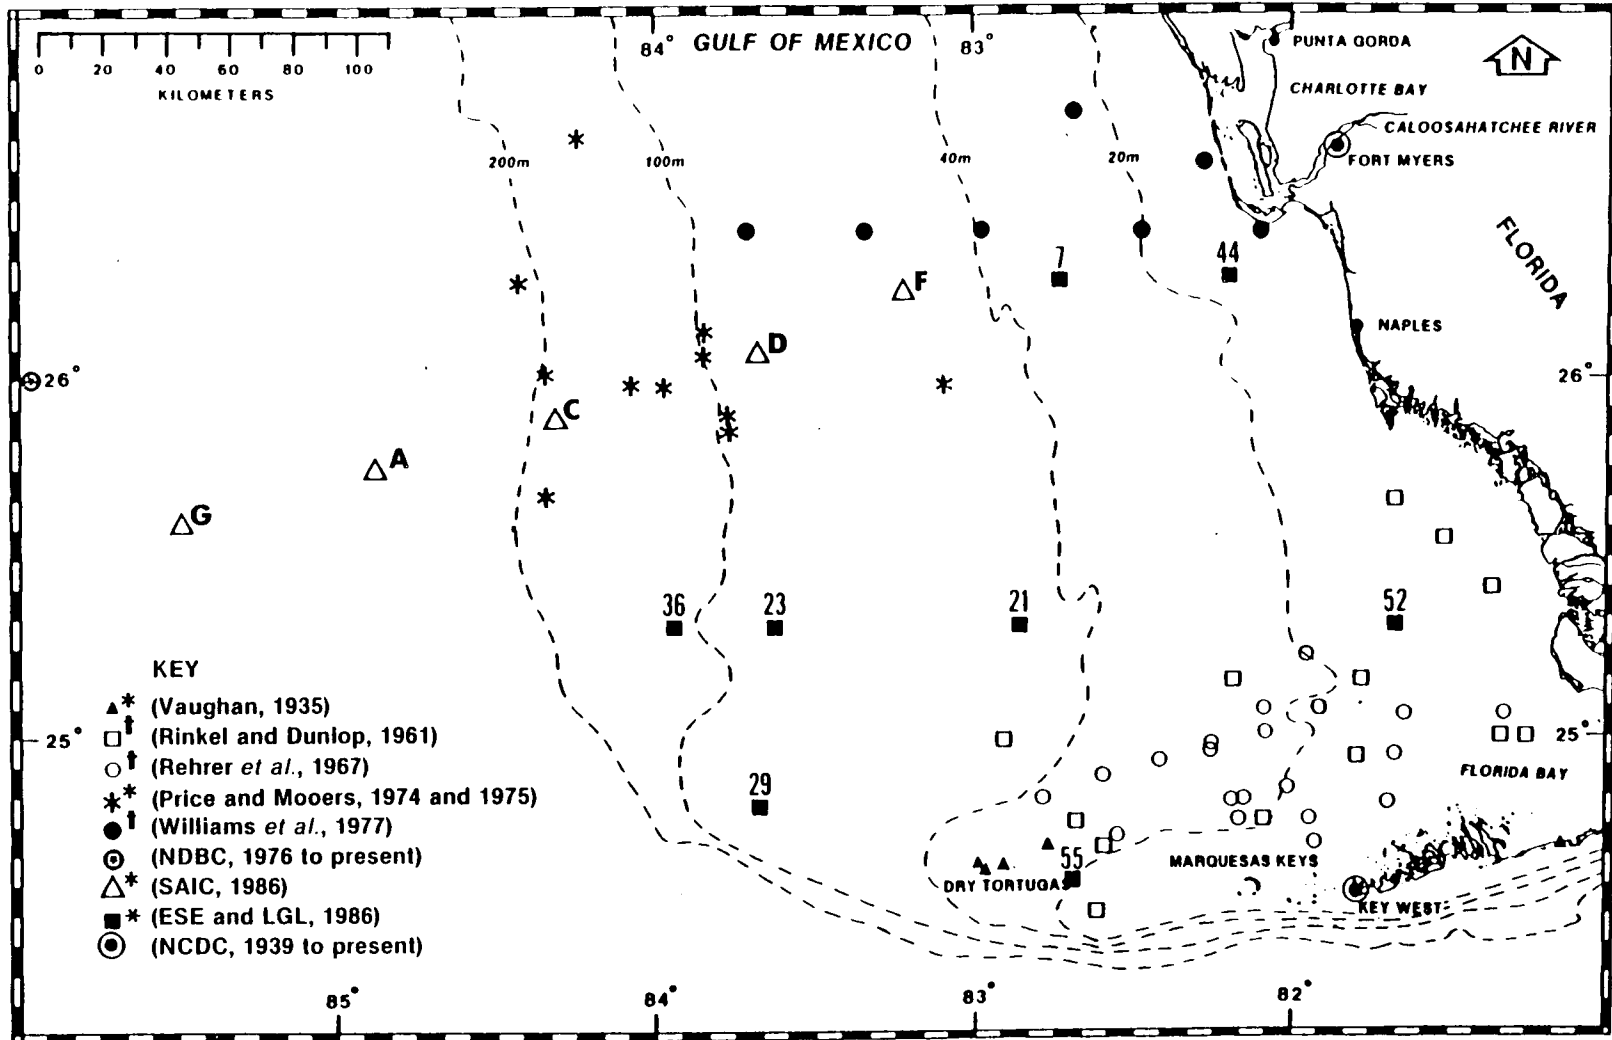 84° GULF OF MEXICO 83°
PUNTA GORDA
N
0 20 40 60 80 100
KILOMETERS
CHARLOTTE BAY
CALOOSAHATCHEE RIVER
FORT MYERS
200m 100m 40m 20m
FLORIDA
7 44
F
NAPLES
D
26° 26°
C
A
G
36 23 21 52
KEY
▲* (Vaughan, 1935)
□† (Rinkel and Dunlop, 1961)
○† (Rehrer et al., 1967)
** (Price and Mooers, 1974 and 1975)
●† (Williams et al., 1977)
⊙ (NDBC, 1976 to present)
△* (SAIC, 1986)
■* (ESE and LGL, 1986)
◉ (NCDC, 1939 to present)
25° 25°
FLORIDA BAY
29
55
MARQUESAS KEYS
DRY TORTUGAS
KEY WEST
85° 84° 83° 82°